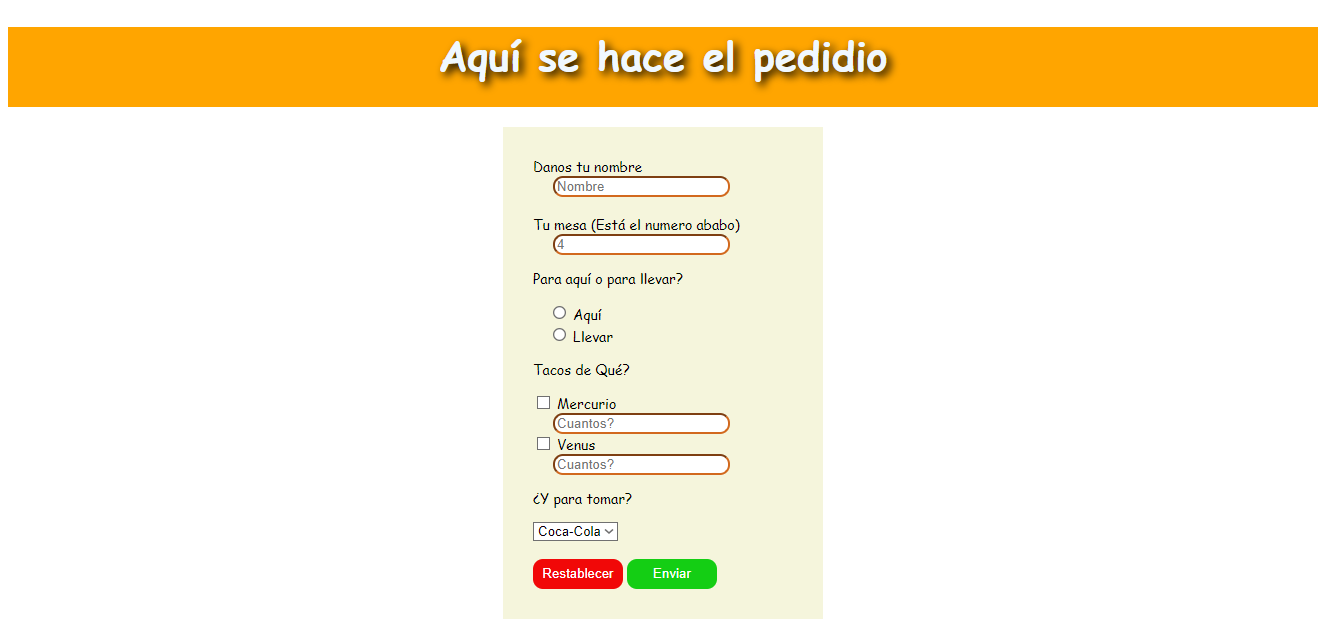 Aquí se hace el pedidio
Danos tu nombre
Nombre
Tu mesa (Está el numero ababo)
4
Para aquí o para llevar?
Aquí
Llevar
Tacos de Qué?
Mercurio
Cuantos?
Venus
Cuantos?
¿Y para tomar?
Coca-Cola
Restablecer Enviar